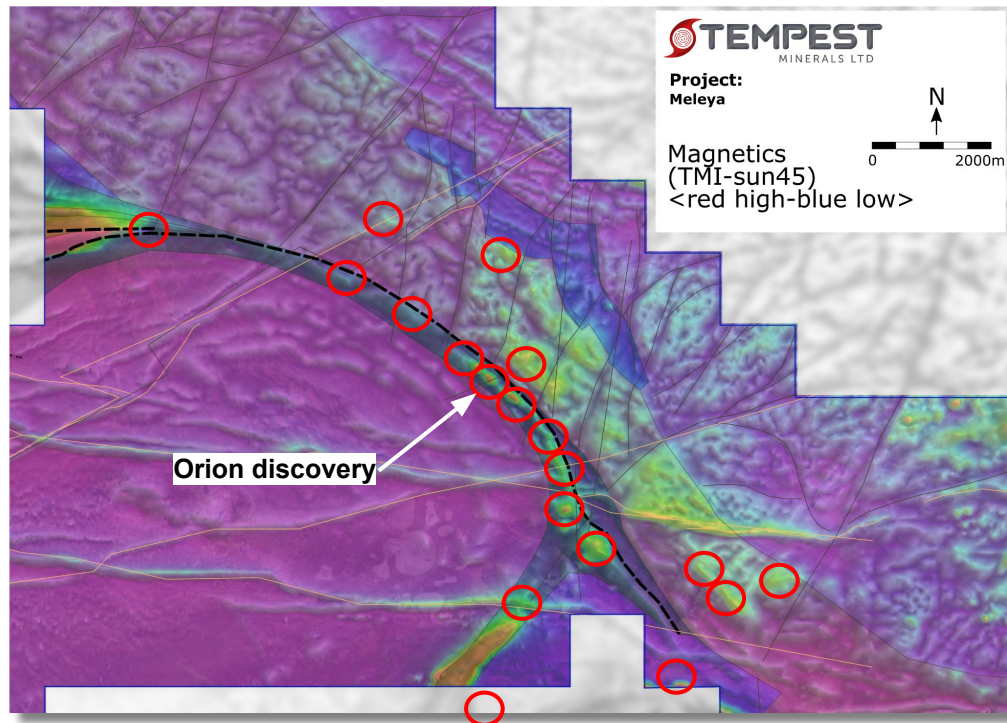 TEMPEST
MINERALS LTD
Project:
Meleya
N
0 2000m
Magnetics
(TMI-sun45)
<red high-blue low>
Orion discovery